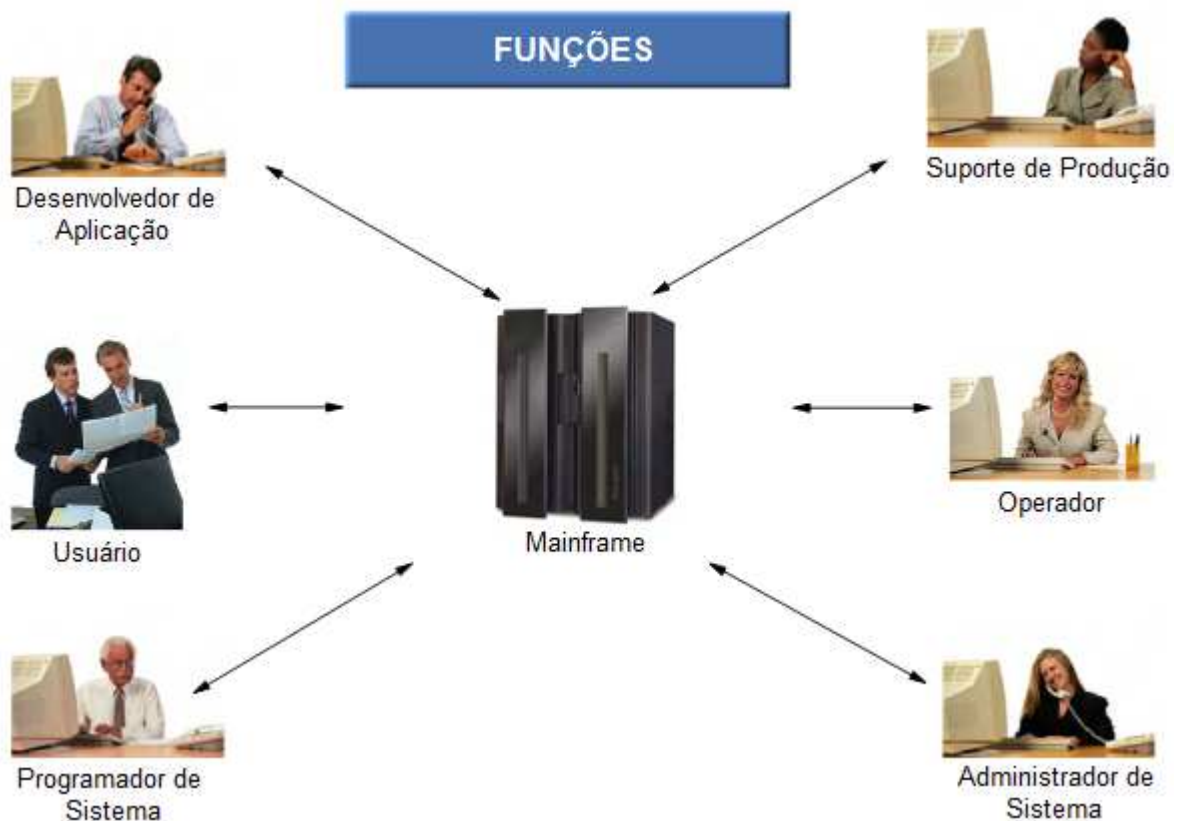 FUNÇÕES
Desenvolvedor de
Aplicação
Suporte de Produção
Usuário
Mainframe
Operador
Programador de
Sistema
Administrador de
Sistema